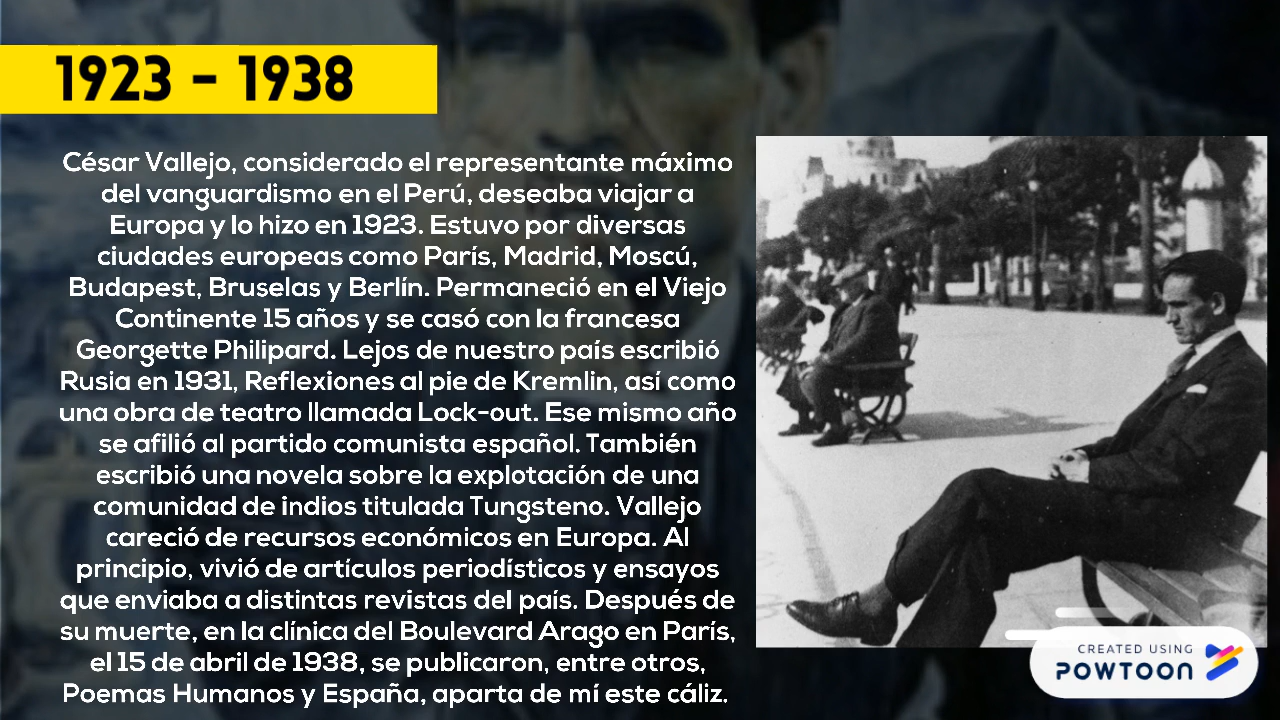 1923 - 1938
César Vallejo, considerado el representante máximo
del vanguardismo en el Perú, deseaba viajar a
Europa y lo hizo en 1923. Estuvo por diversas
ciudades europeas como París, Madrid, Moscú,
Budapest, Bruselas y Berlín. Permaneció en el Viejo
Continente 15 años y se casó con la francesa
Georgette Philipard. Lejos de nuestro país escribió
Rusia en 1931, Reflexiones al pie de Kremlin, así como
una obra de teatro llamada Lock-out. Ese mismo año
se afilió al partido comunista español. También
escribió una novela sobre la explotación de una
comunidad de indios titulada Tungsteno. Vallejo
careció de recursos económicos en Europa. Al
principio, vivió de artículos periodísticos y ensayos
que enviaba a distintas revistas del país. Después de
su muerte, en la clínica del Boulevard Arago en París,
el 15 de abril de 1938, se publicaron, entre otros,
Poemas Humanos y España, aparta de mí este cáliz.
CREATED USING
POWTOON